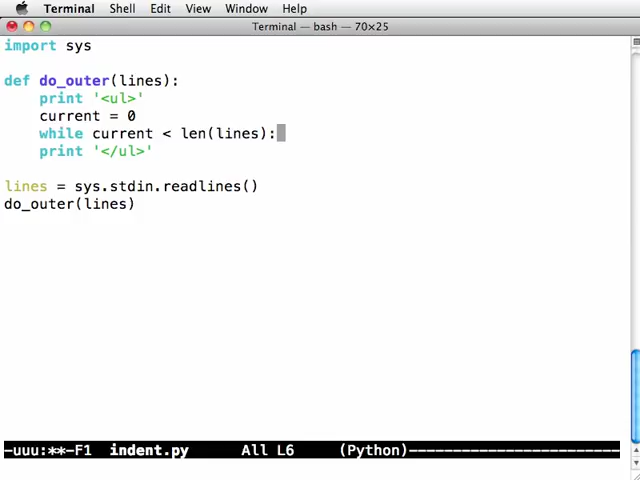 Terminal Shell Edit View Window Help
Terminal — bash — 70×25
import sys
def do_outer(lines):
    print '<ul>'
    current = 0
    while current < len(lines):
    print '</ul>'
lines = sys.stdin.readlines()
do_outer(lines)
-uuu:**-F1  indent.py      All L6     (Python)------------------------